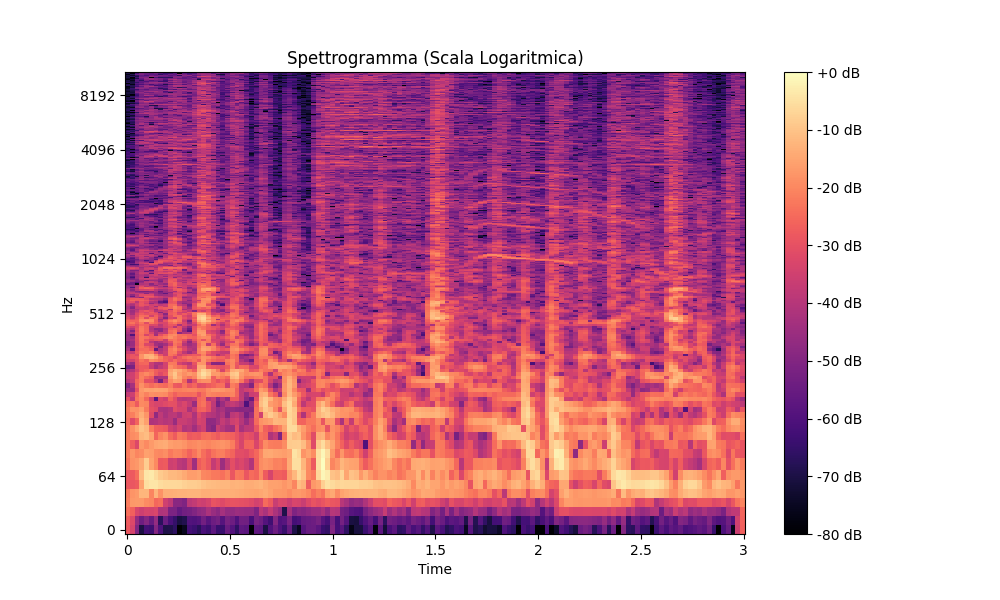 Spettrogramma (Scala Logaritmica)
8192
4096
2048
1024
512
256
128
64
0
Hz
0
0.5
1
1.5
2
2.5
3
Time
+0 dB
-10 dB
-20 dB
-30 dB
-40 dB
-50 dB
-60 dB
-70 dB
-80 dB